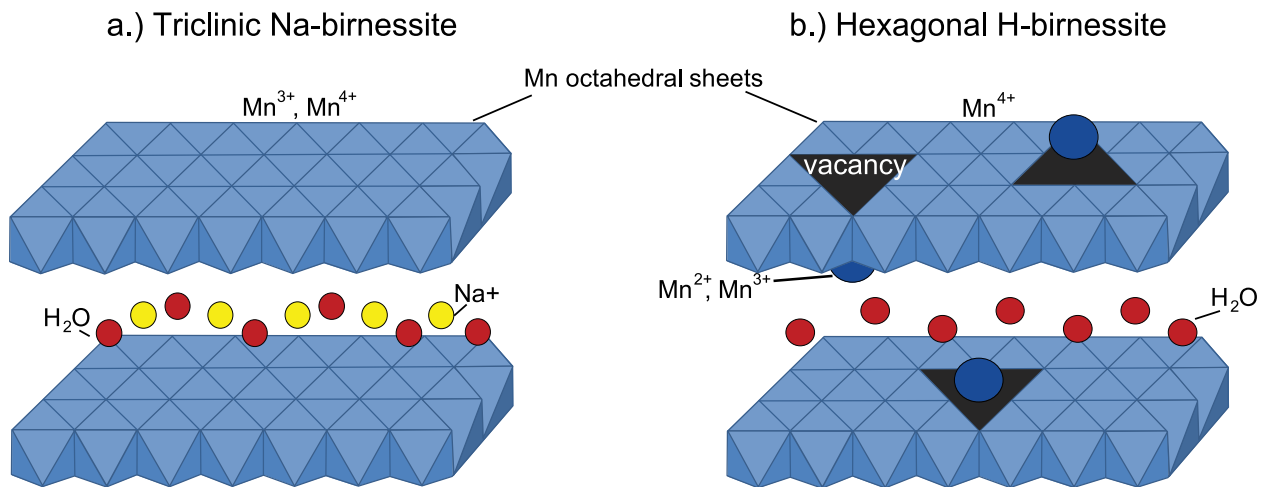 a.) Triclinic Na-birnessite
b.) Hexagonal H-birnessite
Mn octahedral sheets
Mn³⁺, Mn⁴⁺
Mn⁴⁺
vacancy
Mn²⁺, Mn³⁺
Na+
H₂O
H₂O